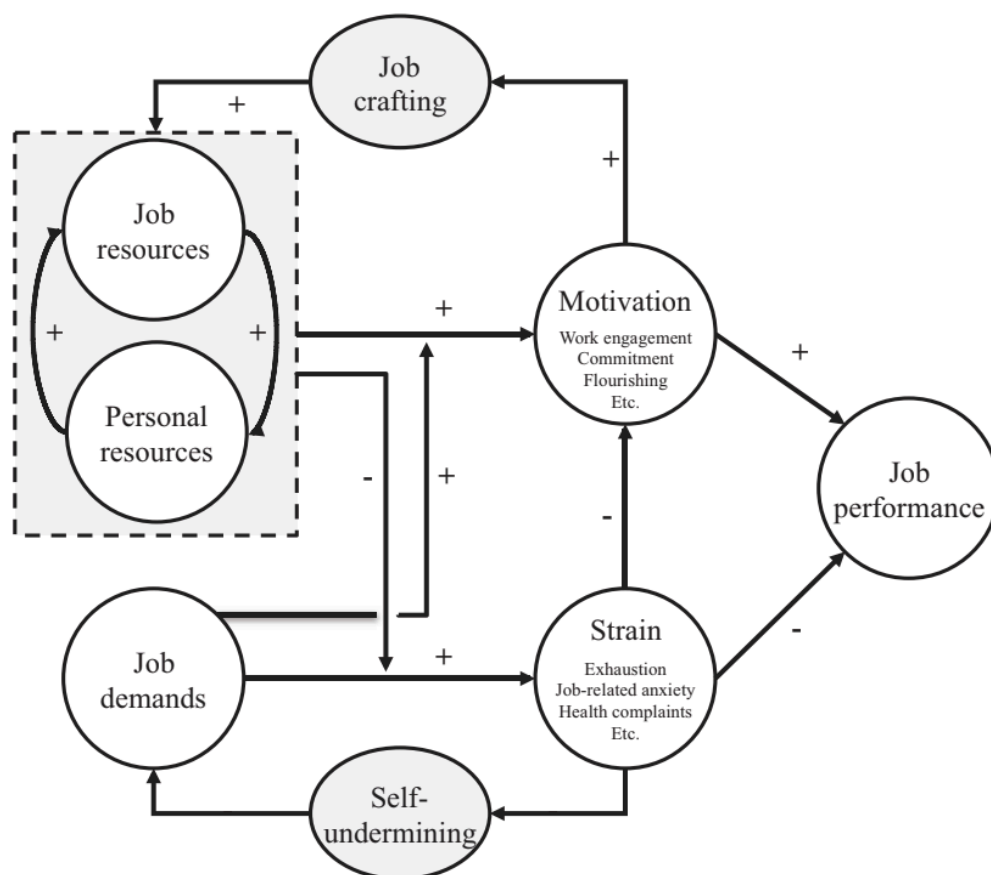 Job
crafting
+
+
Job
resources
+
+
+
Motivation
Work engagement
Commitment
Flourishing
Etc.
+
Personal
resources
-
+
Job
performance
-
-
Job
demands
+
Strain
Exhaustion
Job-related anxiety
Health complaints
Etc.
Self-
undermining